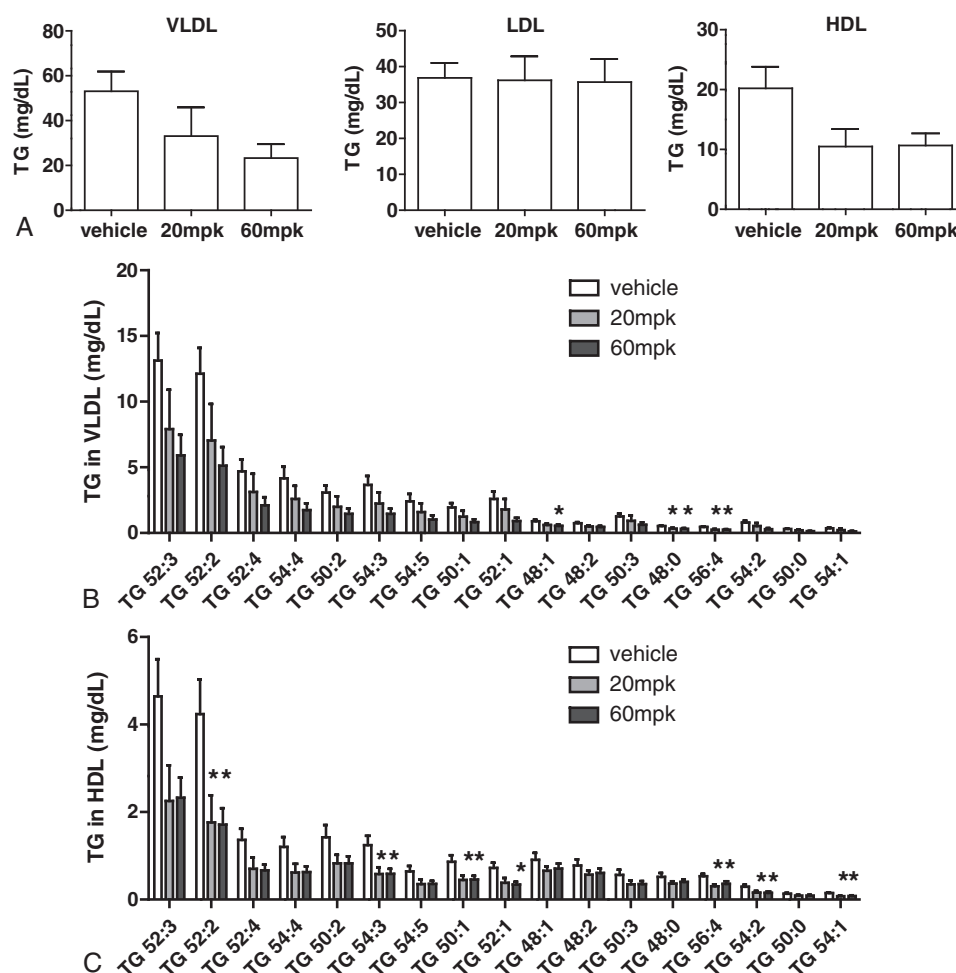 VLDL
LDL
HDL
TG (mg/dL)
80
60
40
20
0
vehicle 20mpk 60mpk
TG (mg/dL)
50
40
30
20
10
0
vehicle 20mpk 60mpk
TG (mg/dL)
30
20
10
0
vehicle 20mpk 60mpk
A
TG in VLDL (mg/dL)
20
15
10
5
0
vehicle
20mpk
60mpk
*
* *
**
TG 52:3 TG 52:2 TG 52:4 TG 54:4 TG 50:2 TG 54:3 TG 54:5 TG 50:1 TG 52:1 TG 48:1 TG 48:2 TG 50:3 TG 48:0 TG 56:4 TG 54:2 TG 50:0 TG 54:1
B
TG in HDL (mg/dL)
6
4
2
0
vehicle
20mpk
60mpk
**
**
**
*
**
**
**
TG 52:3 TG 52:2 TG 52:4 TG 54:4 TG 50:2 TG 54:3 TG 54:5 TG 50:1 TG 52:1 TG 48:1 TG 48:2 TG 50:3 TG 48:0 TG 56:4 TG 54:2 TG 50:0 TG 54:1
C